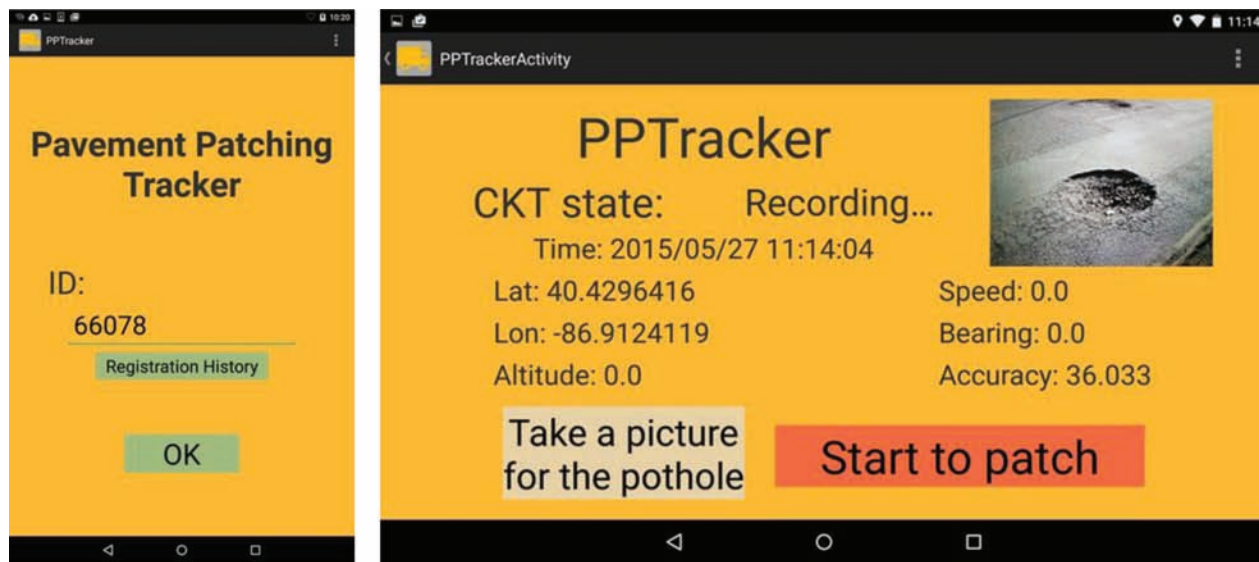 10:20
PPTracker
Pavement Patching
Tracker
ID:
66078
Registration History
OK
11:14
PPTrackerActivity
PPTracker
CKT state: Recording...
Time: 2015/05/27 11:14:04
Lat: 40.4296416
Speed: 0.0
Lon: -86.9124119
Bearing: 0.0
Altitude: 0.0
Accuracy: 36.033
Take a picture
for the pothole
Start to patch